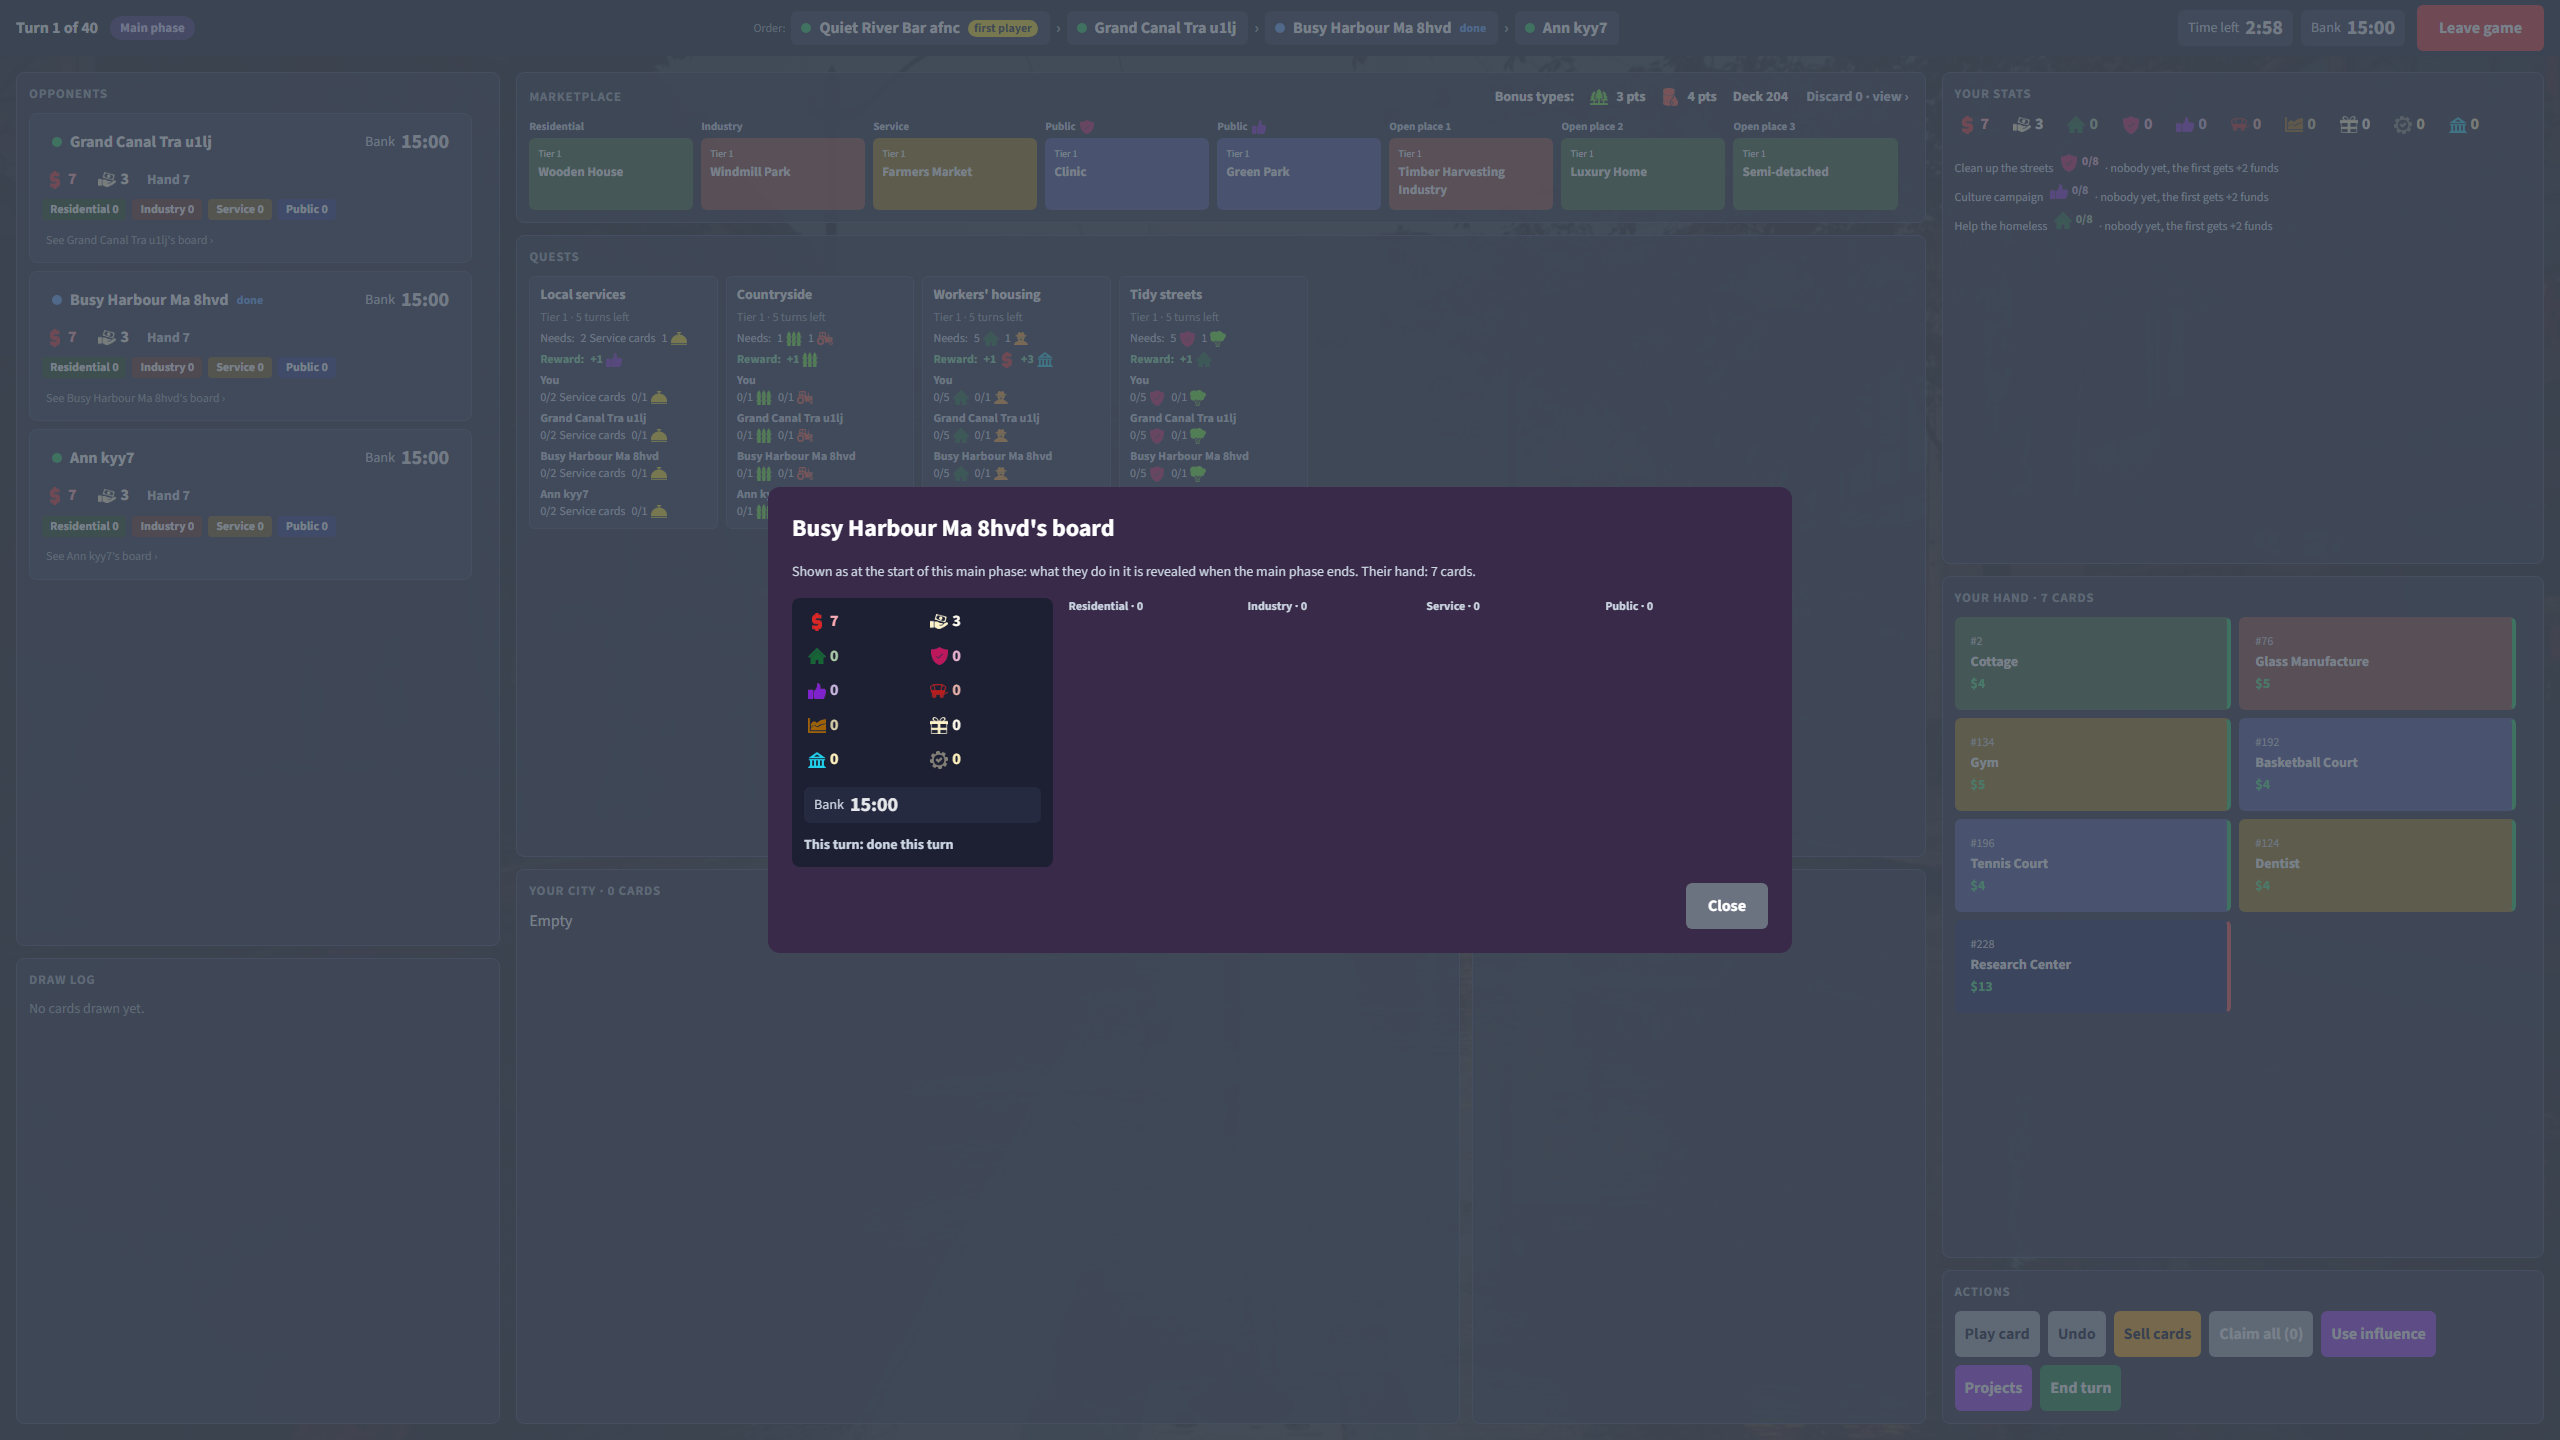 Turn 1 of 40 Main phase
Order: Quiet River Bar afnc first player › Grand Canal Tra u1lj › Busy Harbour Ma 8hvd done › Ann kyy7
Time left 2:58 Bank 15:00 Leave game
OPPONENTS
Grand Canal Tra u1lj Bank 15:00
7 3 Hand 7
Residential 0 Industry 0 Service 0 Public 0
See Grand Canal Tra u1lj's board ›
Busy Harbour Ma 8hvd done Bank 15:00
7 3 Hand 7
Residential 0 Industry 0 Service 0 Public 0
See Busy Harbour Ma 8hvd's board ›
Ann kyy7 Bank 15:00
7 3 Hand 7
Residential 0 Industry 0 Service 0 Public 0
See Ann kyy7's board ›
DRAW LOG
No cards drawn yet.
MARKETPLACE
Bonus types: 3 pts 4 pts Deck 204 Discard 0 · view ›
Residential Industry Service Public Public Open place 1 Open place 2 Open place 3
Tier 1 Tier 1 Tier 1 Tier 1 Tier 1 Tier 1 Tier 1 Tier 1
Wooden House Windmill Park Farmers Market Clinic Green Park Timber Harvesting Luxury Home Semi-detached
Industry
QUESTS
Local services
Tier 1 · 5 turns left
Needs: 2 Service cards 1
Reward: +1
You
0/2 Service cards 0/1
Grand Canal Tra u1lj
0/2 Service cards 0/1
Busy Harbour Ma 8hvd
0/2 Service cards 0/1
Ann kyy7
0/2 Service cards 0/1
Countryside
Tier 1 · 5 turns left
Needs: 1 1
Reward: +1
You
0/1 0/1
Grand Canal Tra u1lj
0/1 0/1
Busy Harbour Ma 8hvd
0/1 0/1
Ann k
0/1
Workers' housing
Tier 1 · 5 turns left
Needs: 5 1
Reward: +1 +3
You
0/5 0/1
Grand Canal Tra u1lj
0/5 0/1
Busy Harbour Ma 8hvd
0/5 0/1
Tidy streets
Tier 1 · 5 turns left
Needs: 5 1
Reward: +1
You
0/5 0/1
Grand Canal Tra u1lj
0/5 0/1
Busy Harbour Ma 8hvd
0/5 0/1
Busy Harbour Ma 8hvd's board
Shown as at the start of this main phase: what they do in it is revealed when the main phase ends. Their hand: 7 cards.
7 3
0 0
0 0
0 0
0 0
Bank 15:00
This turn: done this turn
Residential · 0 Industry · 0 Service · 0 Public · 0
Close
YOUR CITY · 0 CARDS
Empty
YOUR STATS
7 3 0 0 0 0 0 0 0 0
Clean up the streets 0/8 · nobody yet, the first gets +2 funds
Culture campaign 0/8 · nobody yet, the first gets +2 funds
Help the homeless 0/8 · nobody yet, the first gets +2 funds
YOUR HAND · 7 CARDS
#2
Cottage
$4
#76
Glass Manufacture
$5
#134
Gym
$5
#192
Basketball Court
$4
#196
Tennis Court
$4
#124
Dentist
$4
#228
Research Center
$13
ACTIONS
Play card Undo Sell cards Claim all (0) Use influence
Projects End turn